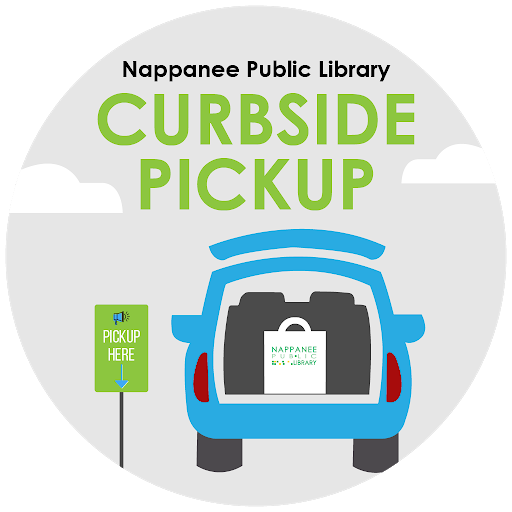 Nappanee Public Library
CURBSIDE
PICKUP
PICKUP
HERE
NAPPANEE
PUBLIC
LIBRARY